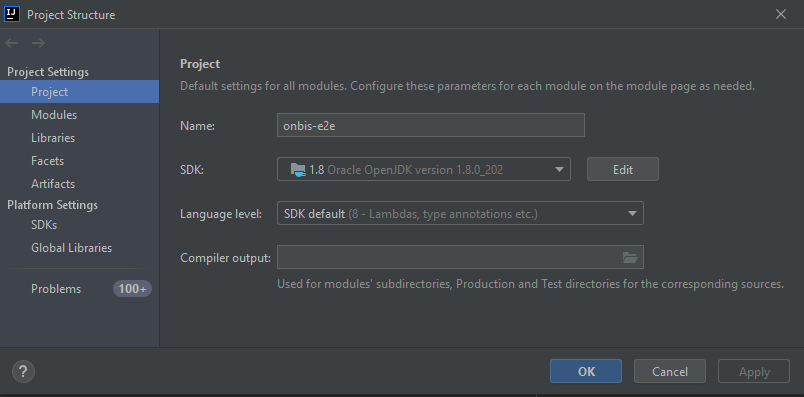 IJ
Project Structure
Project Settings
Project
Modules
Libraries
Facets
Artifacts
Platform Settings
SDKs
Global Libraries
Problems 100+
Project
Default settings for all modules. Configure these parameters for each module on the module page as needed.
Name: onbis-e2e
SDK: 1.8 Oracle OpenJDK version 1.8.0_202 Edit
Language level: SDK default (8 - Lambdas, type annotations etc.)
Compiler output:
Used for modules' subdirectories, Production and Test directories for the corresponding sources.
? OK Cancel Apply